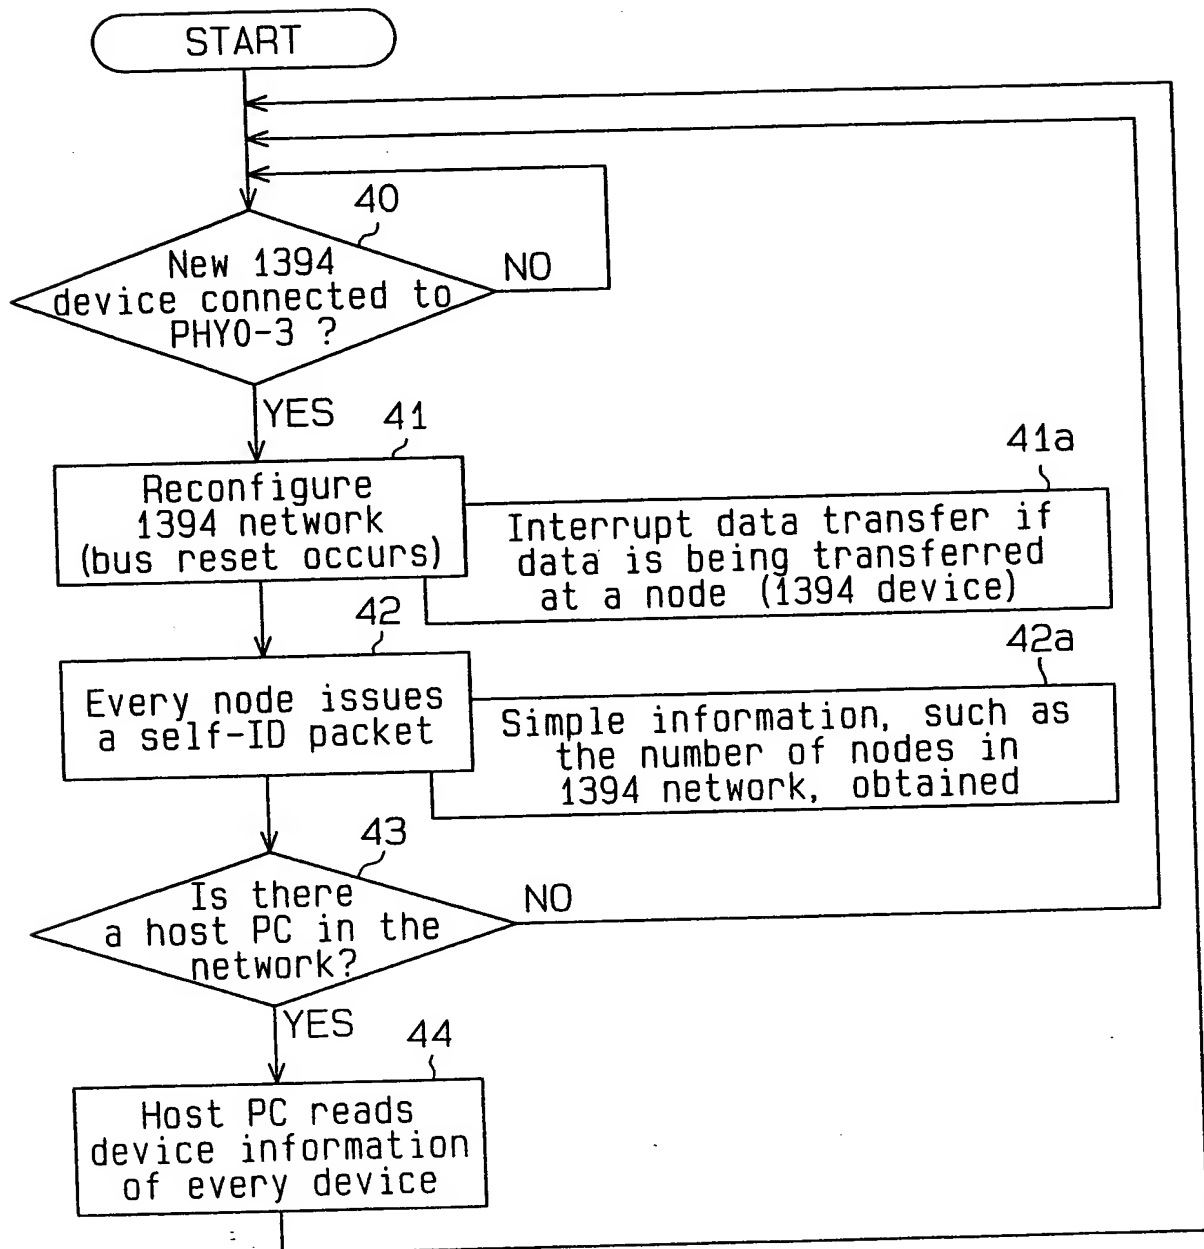 START
40
New 1394
device connected to
PHY0-3 ?
NO
YES
41
Reconfigure
1394 network
(bus reset occurs)
41a
Interrupt data transfer if
data is being transferred
at a node (1394 device)
42
Every node issues
a self-ID packet
42a
Simple information, such as
the number of nodes in
1394 network, obtained
43
Is there
a host PC in the
network?
NO
YES
44
Host PC reads
device information
of every device